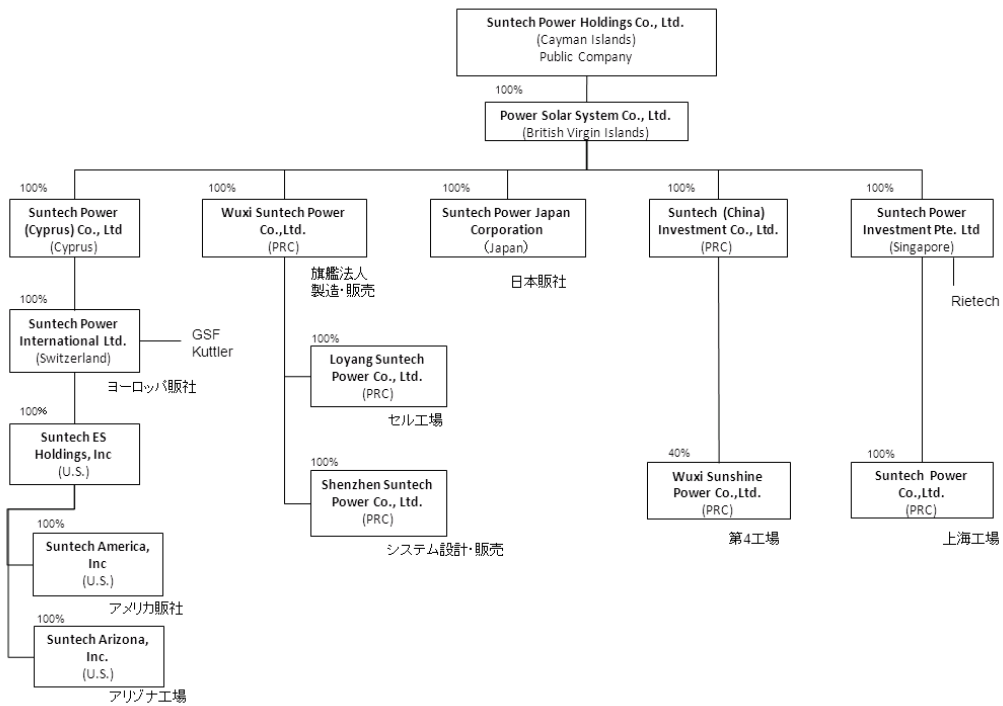 Suntech Power Holdings Co., Ltd.
(Cayman Islands)
Public Company
100%
Power Solar System Co., Ltd.
(British Virgin Islands)
100%
Suntech Power
(Cyprus) Co., Ltd
(Cyprus)
100%
Wuxi Suntech Power
Co.,Ltd.
(PRC)
旗艦法人
製造・販売
100%
Suntech Power Japan
Corporation
（Japan）
日本販社
100%
Suntech (China)
Investment Co., Ltd.
(PRC)
100%
Suntech Power
Investment Pte. Ltd
(Singapore)
Rietech
100%
Suntech Power
International Ltd.
(Switzerland)
GSF
Kuttler
ヨーロッパ販社
100%
Loyang Suntech
Power Co., Ltd.
(PRC)
セル工場
100%
Suntech ES
Holdings, Inc
(U.S.)
100%
Shenzhen Suntech
Power Co., Ltd.
(PRC)
システム設計・販売
40%
Wuxi Sunshine
Power Co.,Ltd.
(PRC)
第4工場
100%
Suntech Power
Co.,Ltd.
(PRC)
上海工場
100%
Suntech America,
Inc
(U.S.)
アメリカ販社
100%
Suntech Arizona,
Inc.
(U.S.)
アリゾナ工場